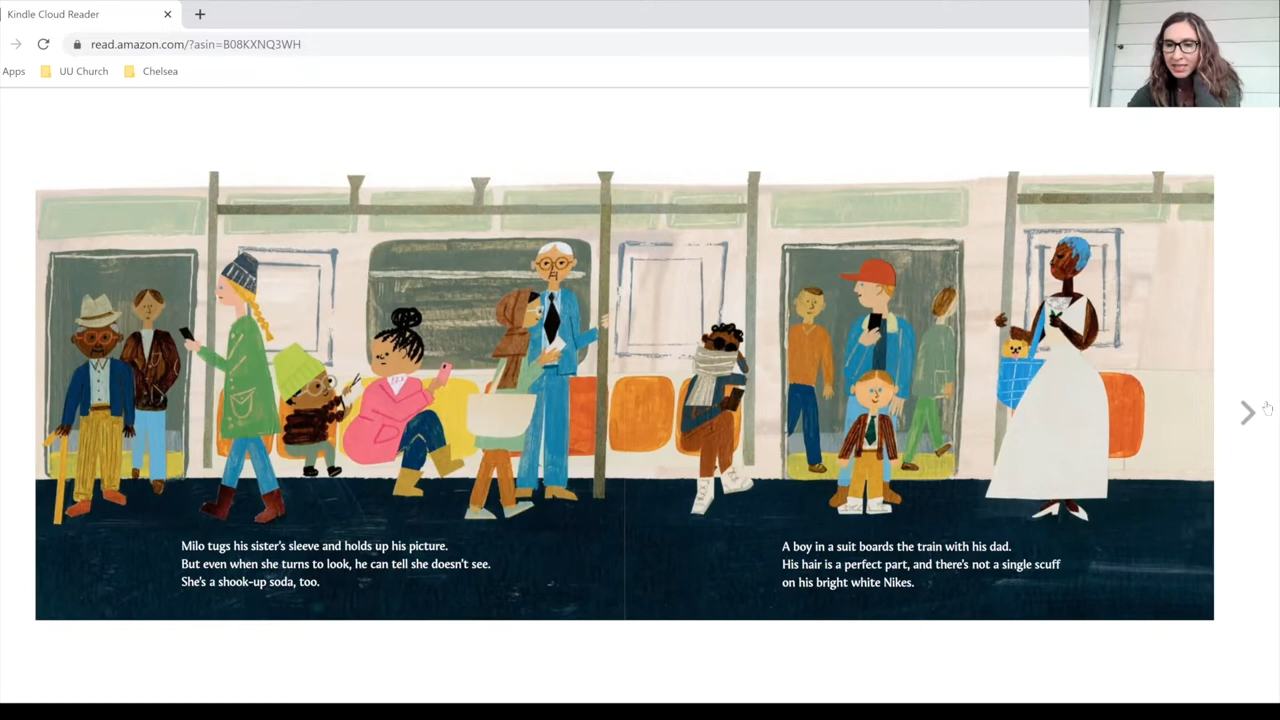 Kindle Cloud Reader
read.amazon.com/?asin=B08KXNQ3WH
Apps
UU Church
Chelsea
Milo tugs his sister's sleeve and holds up his picture.
But even when she turns to look, he can tell she doesn't see.
She's a shook-up soda, too.
A boy in a suit boards the train with his dad.
His hair is a perfect part, and there's not a single scuff
on his bright white Nikes.